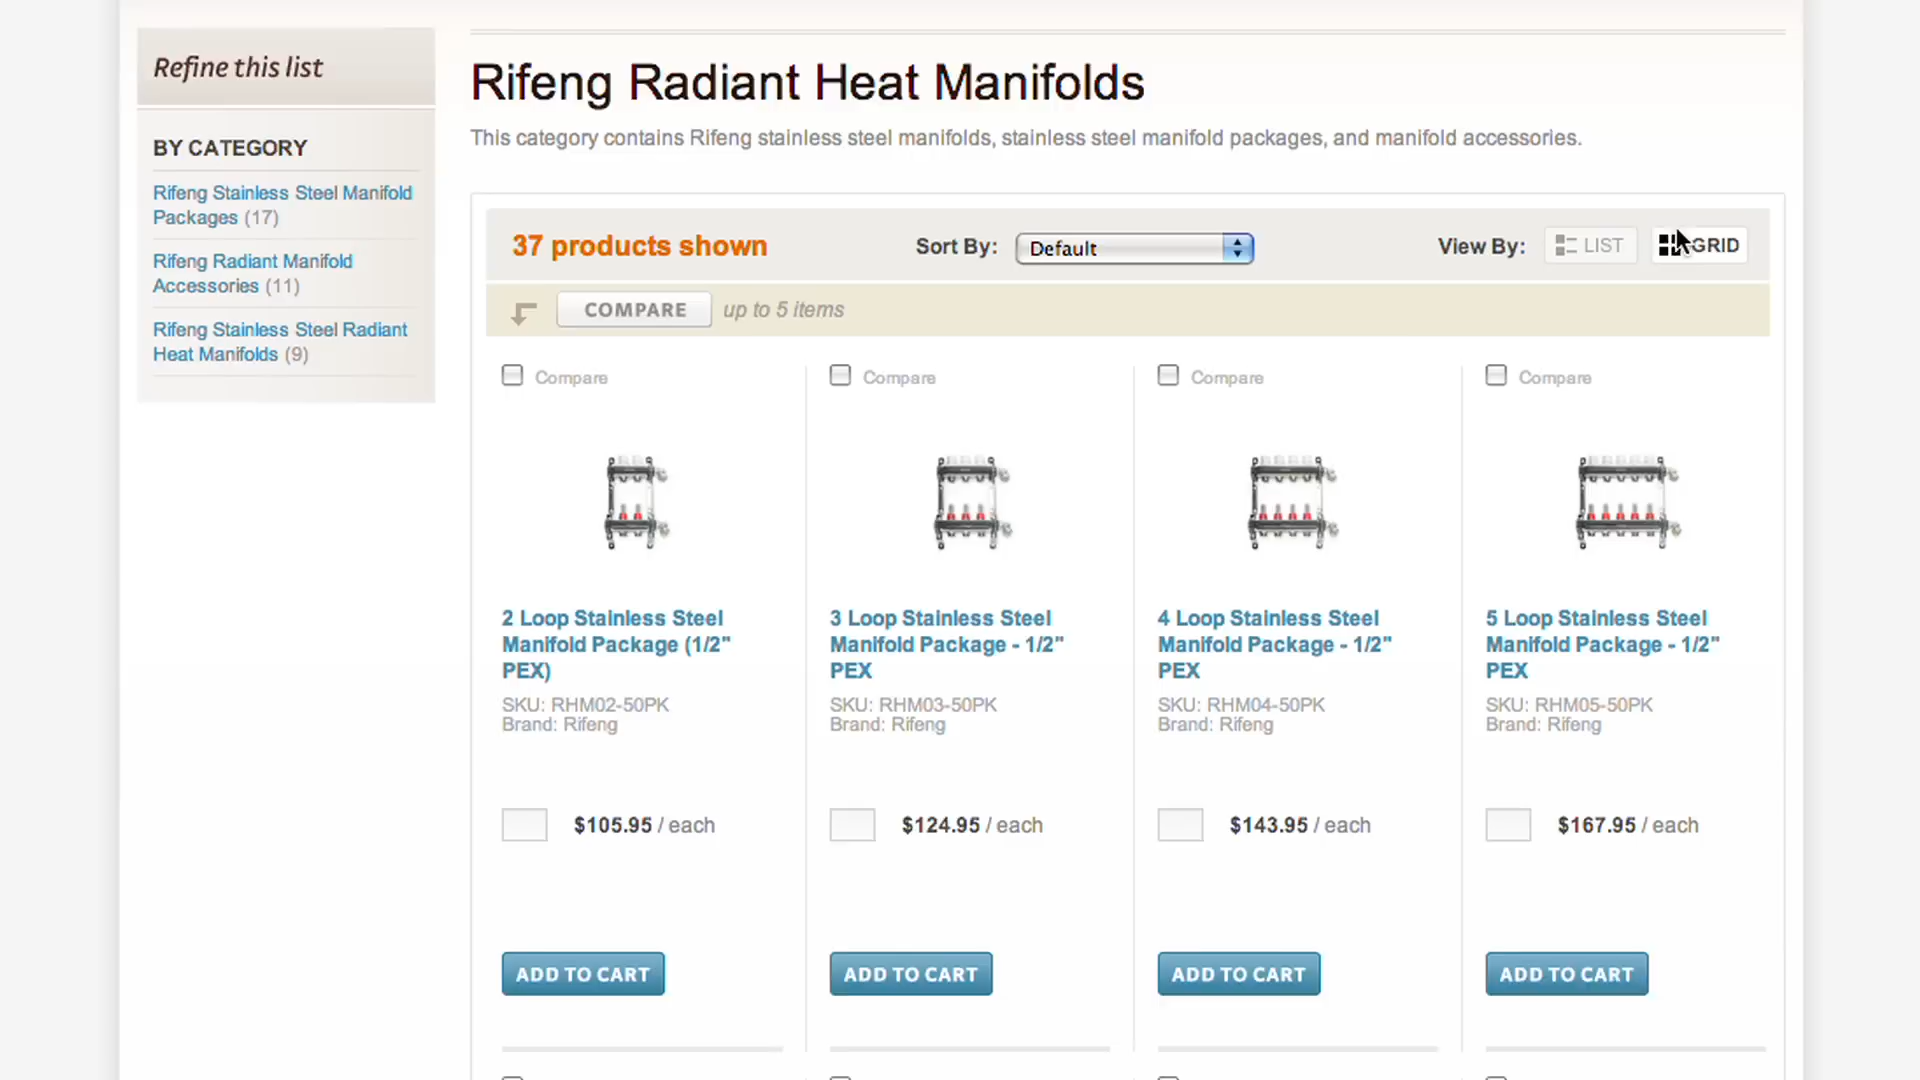 Refine this list
BY CATEGORY
Rifeng Stainless Steel Manifold
Packages (17)
Rifeng Radiant Manifold
Accessories (11)
Rifeng Stainless Steel Radiant
Heat Manifolds (9)
Rifeng Radiant Heat Manifolds
This category contains Rifeng stainless steel manifolds, stainless steel manifold packages, and manifold accessories.
37 products shown
Sort By: Default
View By: LIST GRID
COMPARE up to 5 items
Compare
2 Loop Stainless Steel
Manifold Package (1/2"
PEX)
SKU: RHM02-50PK
Brand: Rifeng
$105.95 / each
ADD TO CART
Compare
3 Loop Stainless Steel
Manifold Package - 1/2"
PEX
SKU: RHM03-50PK
Brand: Rifeng
$124.95 / each
ADD TO CART
Compare
4 Loop Stainless Steel
Manifold Package - 1/2"
PEX
SKU: RHM04-50PK
Brand: Rifeng
$143.95 / each
ADD TO CART
Compare
5 Loop Stainless Steel
Manifold Package - 1/2"
PEX
SKU: RHM05-50PK
Brand: Rifeng
$167.95 / each
ADD TO CART